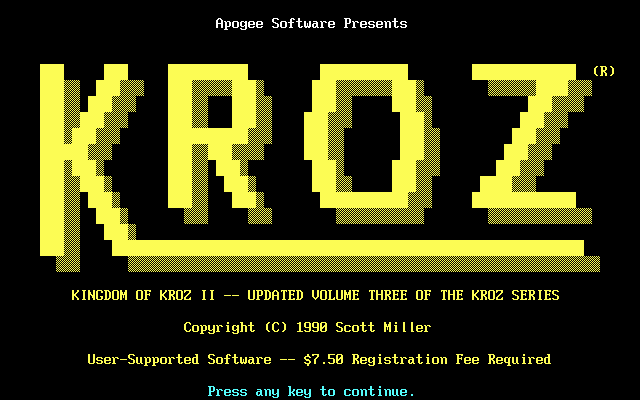 Apogee Software Presents
KROZ (R)
KINGDOM OF KROZ II -- UPDATED VOLUME THREE OF THE KROZ SERIES
Copyright (C) 1990 Scott Miller
User-Supported Software -- $7.50 Registration Fee Required
Press any key to continue.